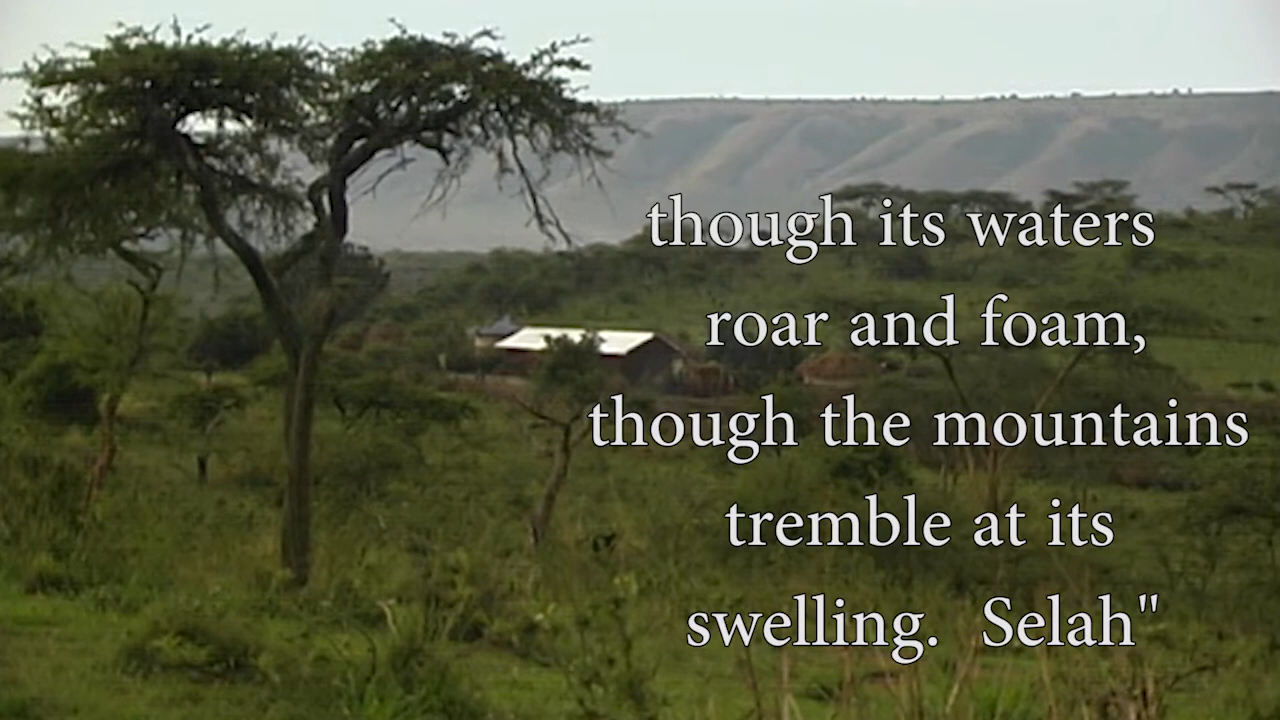 though its waters
roar and foam,
though the mountains
tremble at its
swelling.  Selah"